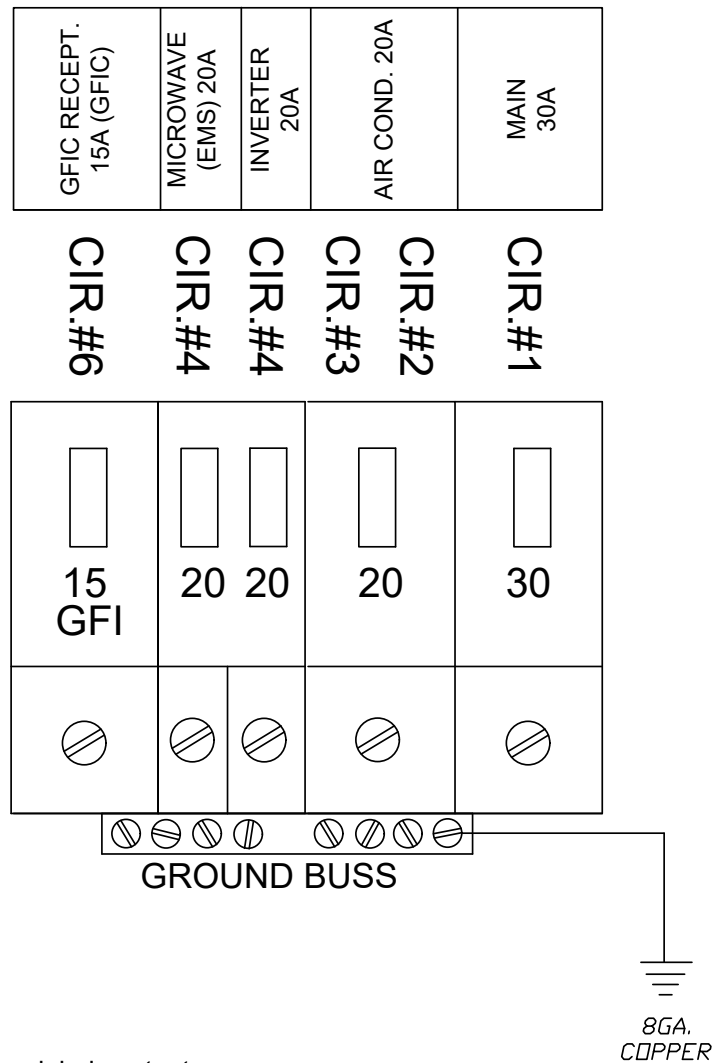 GFIC RECEPT.
15A (GFIC)
MICROWAVE
(EMS) 20A
INVERTER
20A
AIR COND. 20A
MAIN
30A
CIR.#6
CIR.#4
CIR.#4
CIR.#3
CIR.#2
CIR.#1
15
GFI
20
20
20
30
GROUND BUSS
8GA.
COPPER